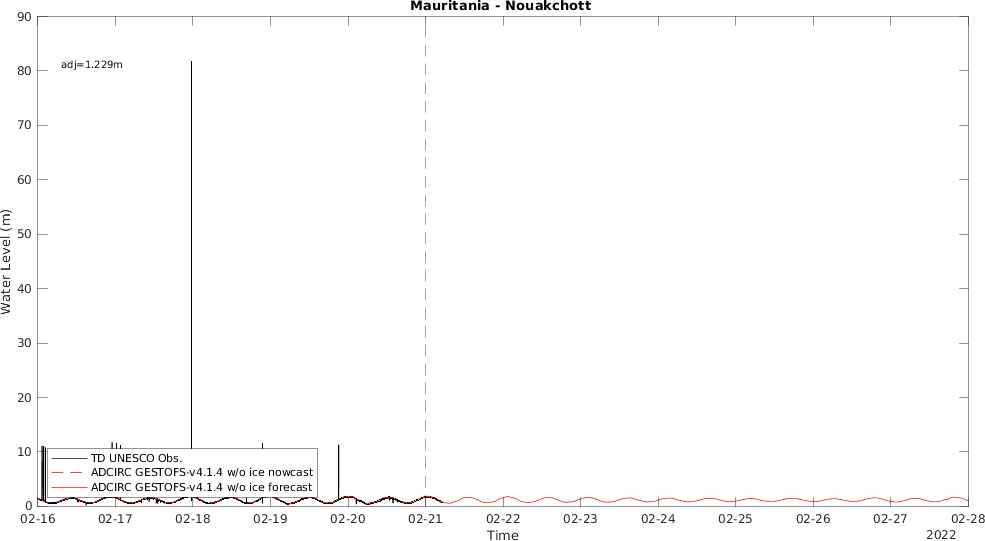 Mauritania - Nouakchott
90
80
70
60
50
40
30
20
10
0
Water Level (m)
adj=1.229m
TD UNESCO Obs.
ADCIRC GESTOFS-v4.1.4 w/o ice nowcast
ADCIRC GESTOFS-v4.1.4 w/o ice forecast
02-16 02-17 02-18 02-19 02-20 02-21 02-22 02-23 02-24 02-25 02-26 02-27 02-28
Time
2022